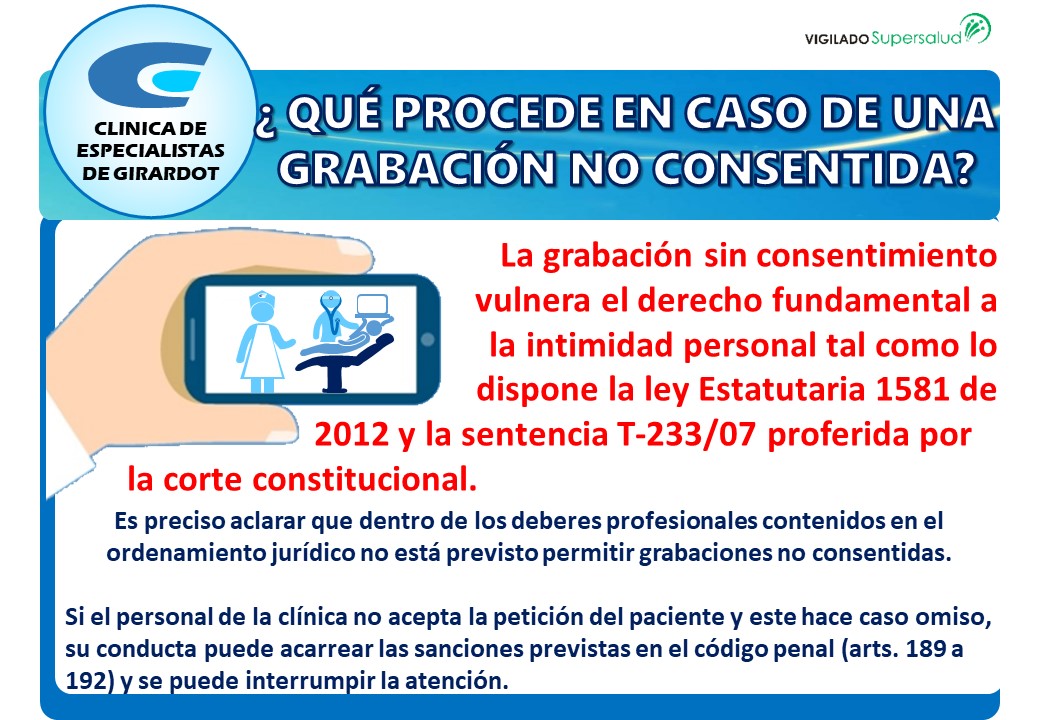 VIGILADO Supersalud
CLINICA DE
ESPECIALISTAS
DE GIRARDOT
¿ QUÉ PROCEDE EN CASO DE UNA
GRABACIÓN NO CONSENTIDA?
La grabación sin consentimiento
vulnera el derecho fundamental a
la intimidad personal tal como lo
dispone la ley Estatutaria 1581 de
2012 y la sentencia T-233/07 proferida por
la corte constitucional.
Es preciso aclarar que dentro de los deberes profesionales contenidos en el
ordenamiento jurídico no está previsto permitir grabaciones no consentidas.
Si el personal de la clínica no acepta la petición del paciente y este hace caso omiso,
su conducta puede acarrear las sanciones previstas en el código penal (arts. 189 a
192) y se puede interrumpir la atención.